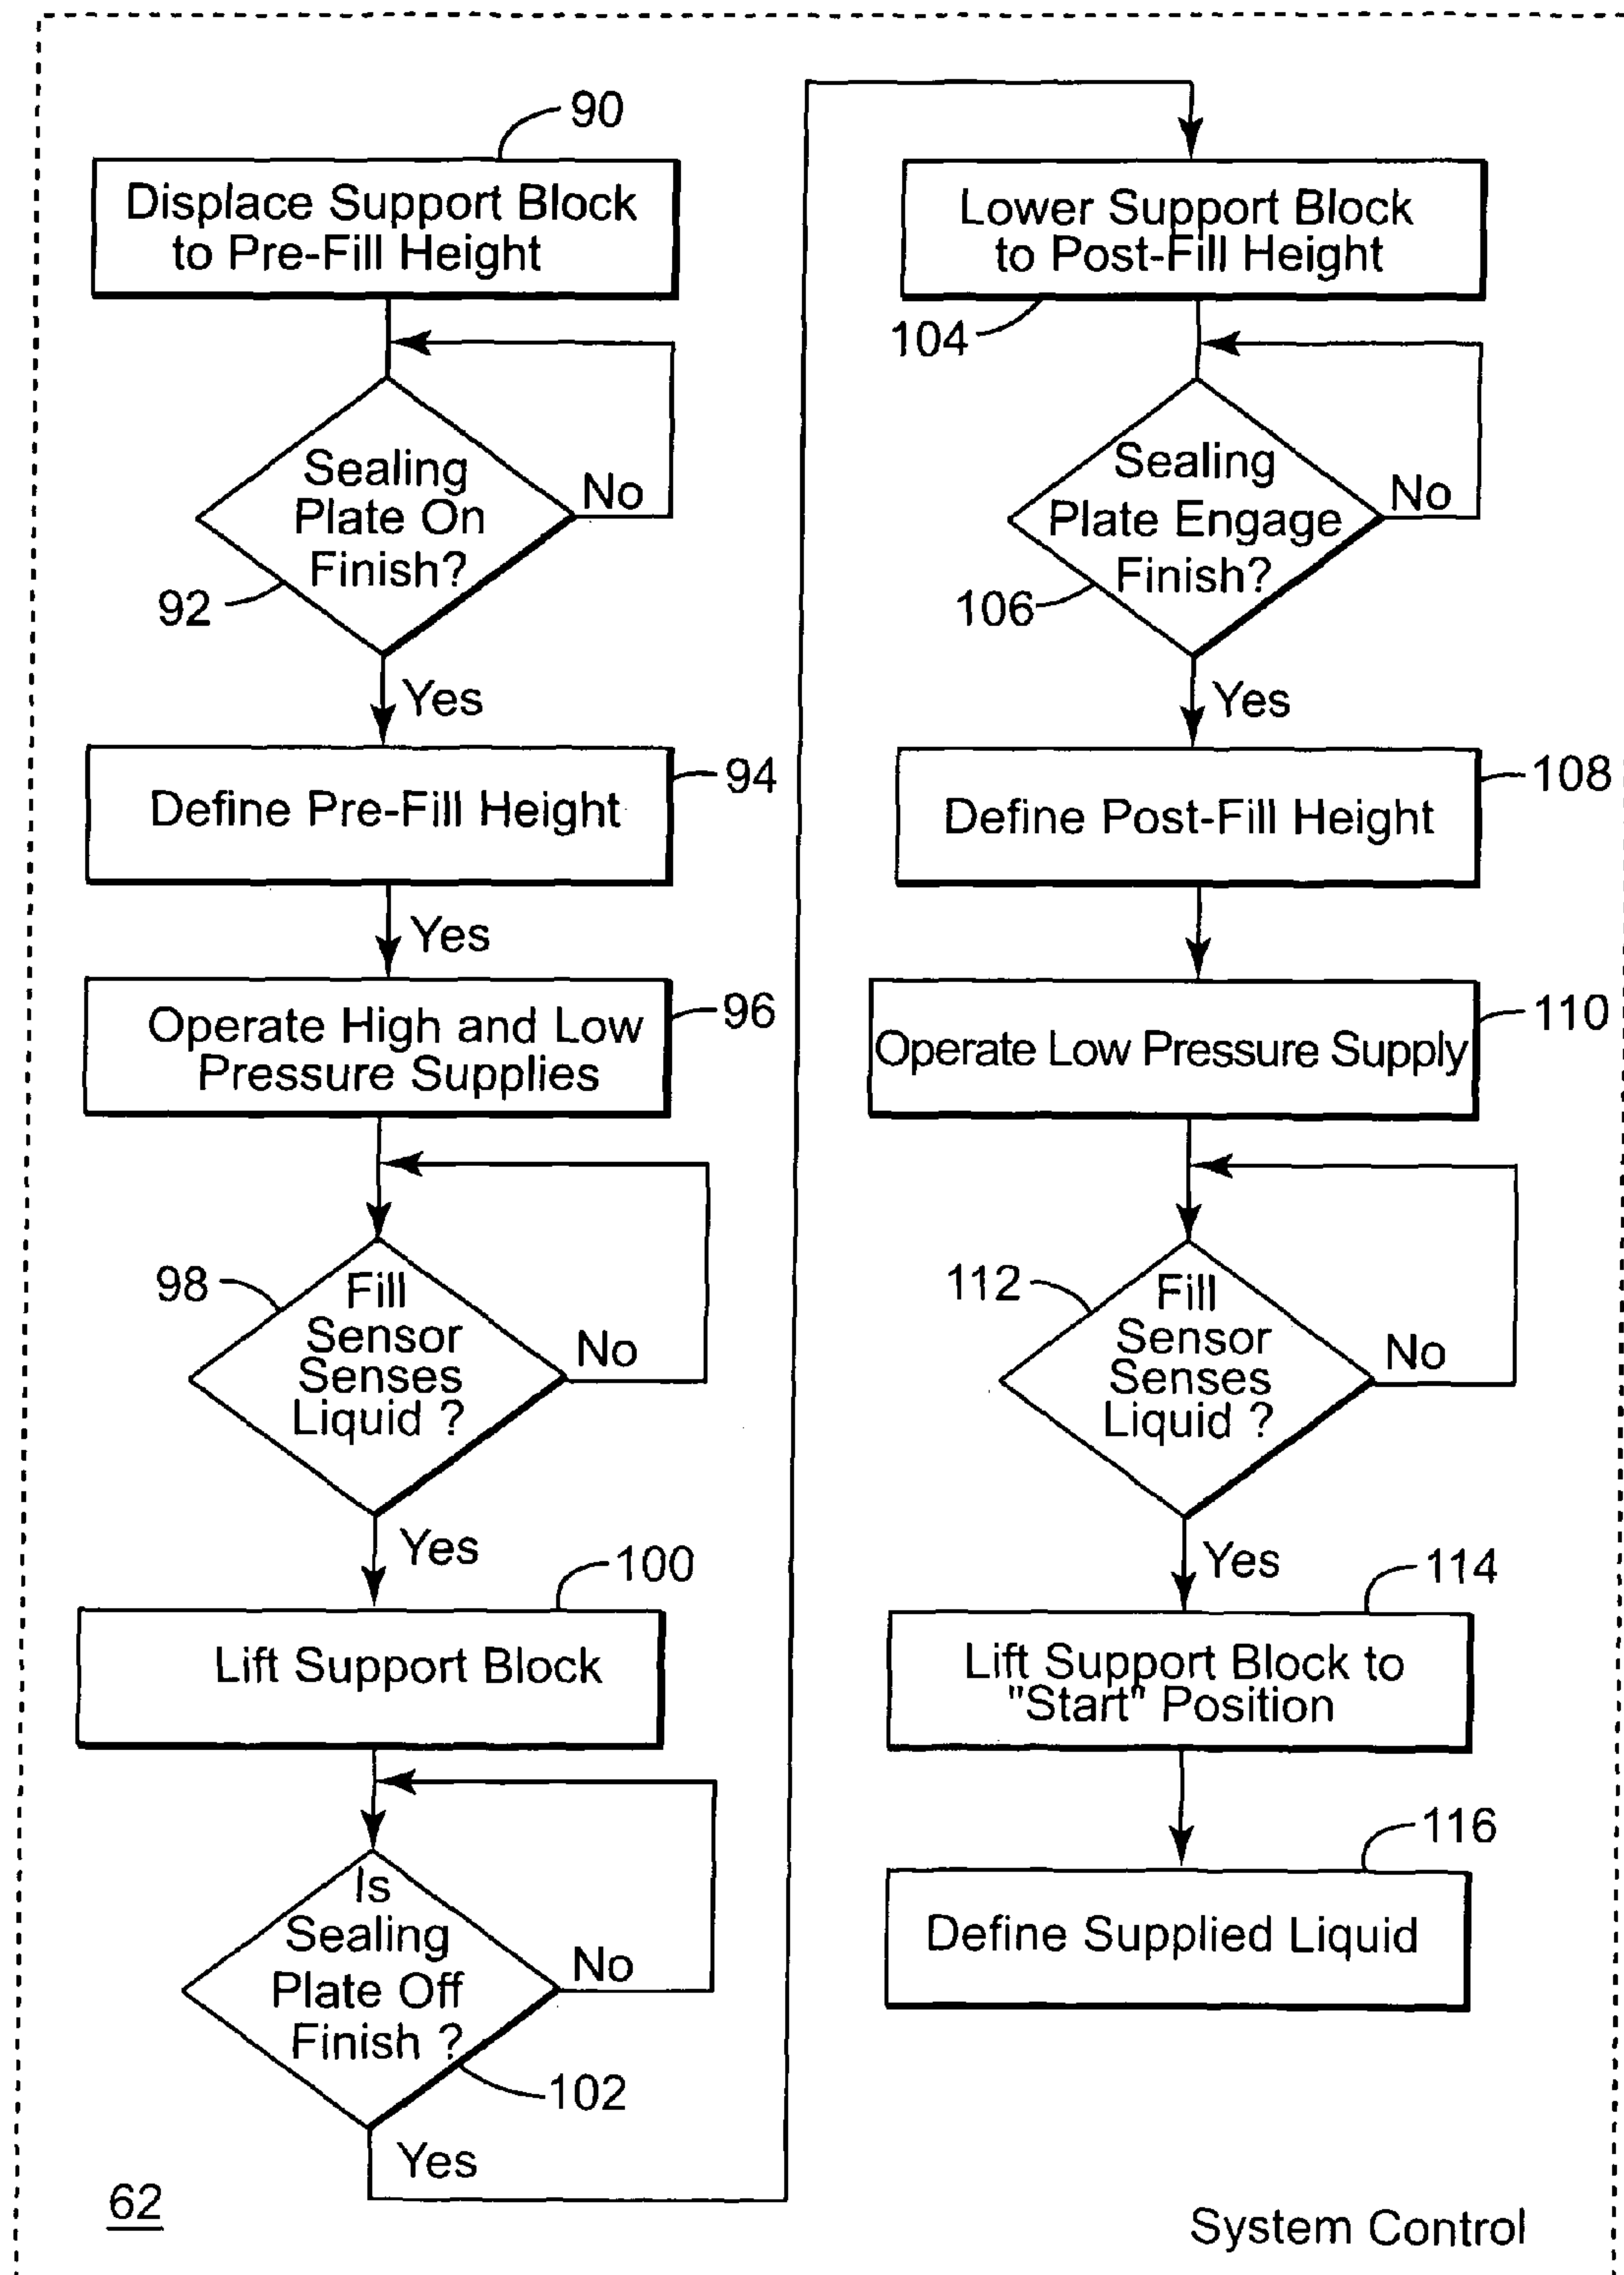 90
Displace Support Block
to Pre-Fill Height
Sealing
Plate On
Finish?
No
92
Yes
94
Define Pre-Fill Height
Yes
96
Operate High and Low
Pressure Supplies
98
Fill
Sensor
Senses
Liquid ?
No
Yes
100
Lift Support Block
Is
Sealing
Plate Off
Finish ?
No
102
Yes
62
Lower Support Block
to Post-Fill Height
104
Sealing
Plate Engage
Finish?
No
106
Yes
108
Define Post-Fill Height
110
Operate Low Pressure Supply
112
Fill
Sensor
Senses
Liquid ?
No
Yes
114
Lift Support Block to
"Start" Position
116
Define Supplied Liquid
System Control